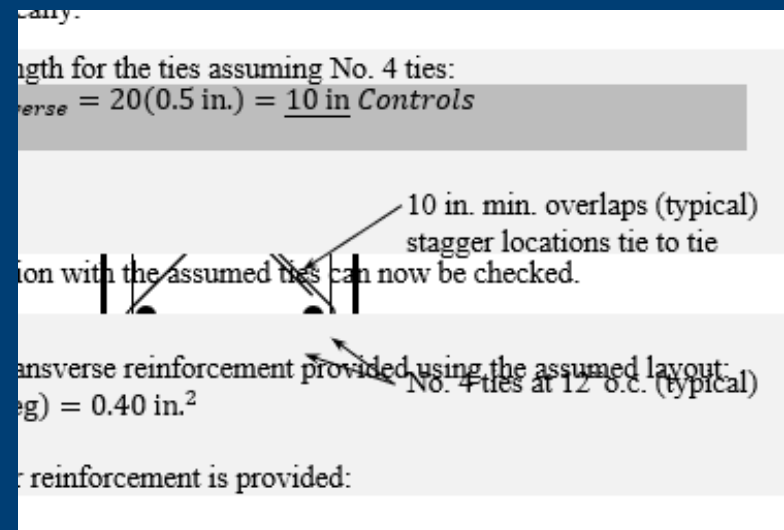 ngth for the ties assuming No. 4 ties:
erse = 20(0.5 in.) = 10 in Controls
10 in. min. overlaps (typical)
stagger locations tie to tie
ion with the assumed ties can now be checked.
ansverse reinforcement provided using the assumed layout:
No. 4 ties at 12" o.c. (typical)
eg) = 0.40 in.²
r reinforcement is provided: